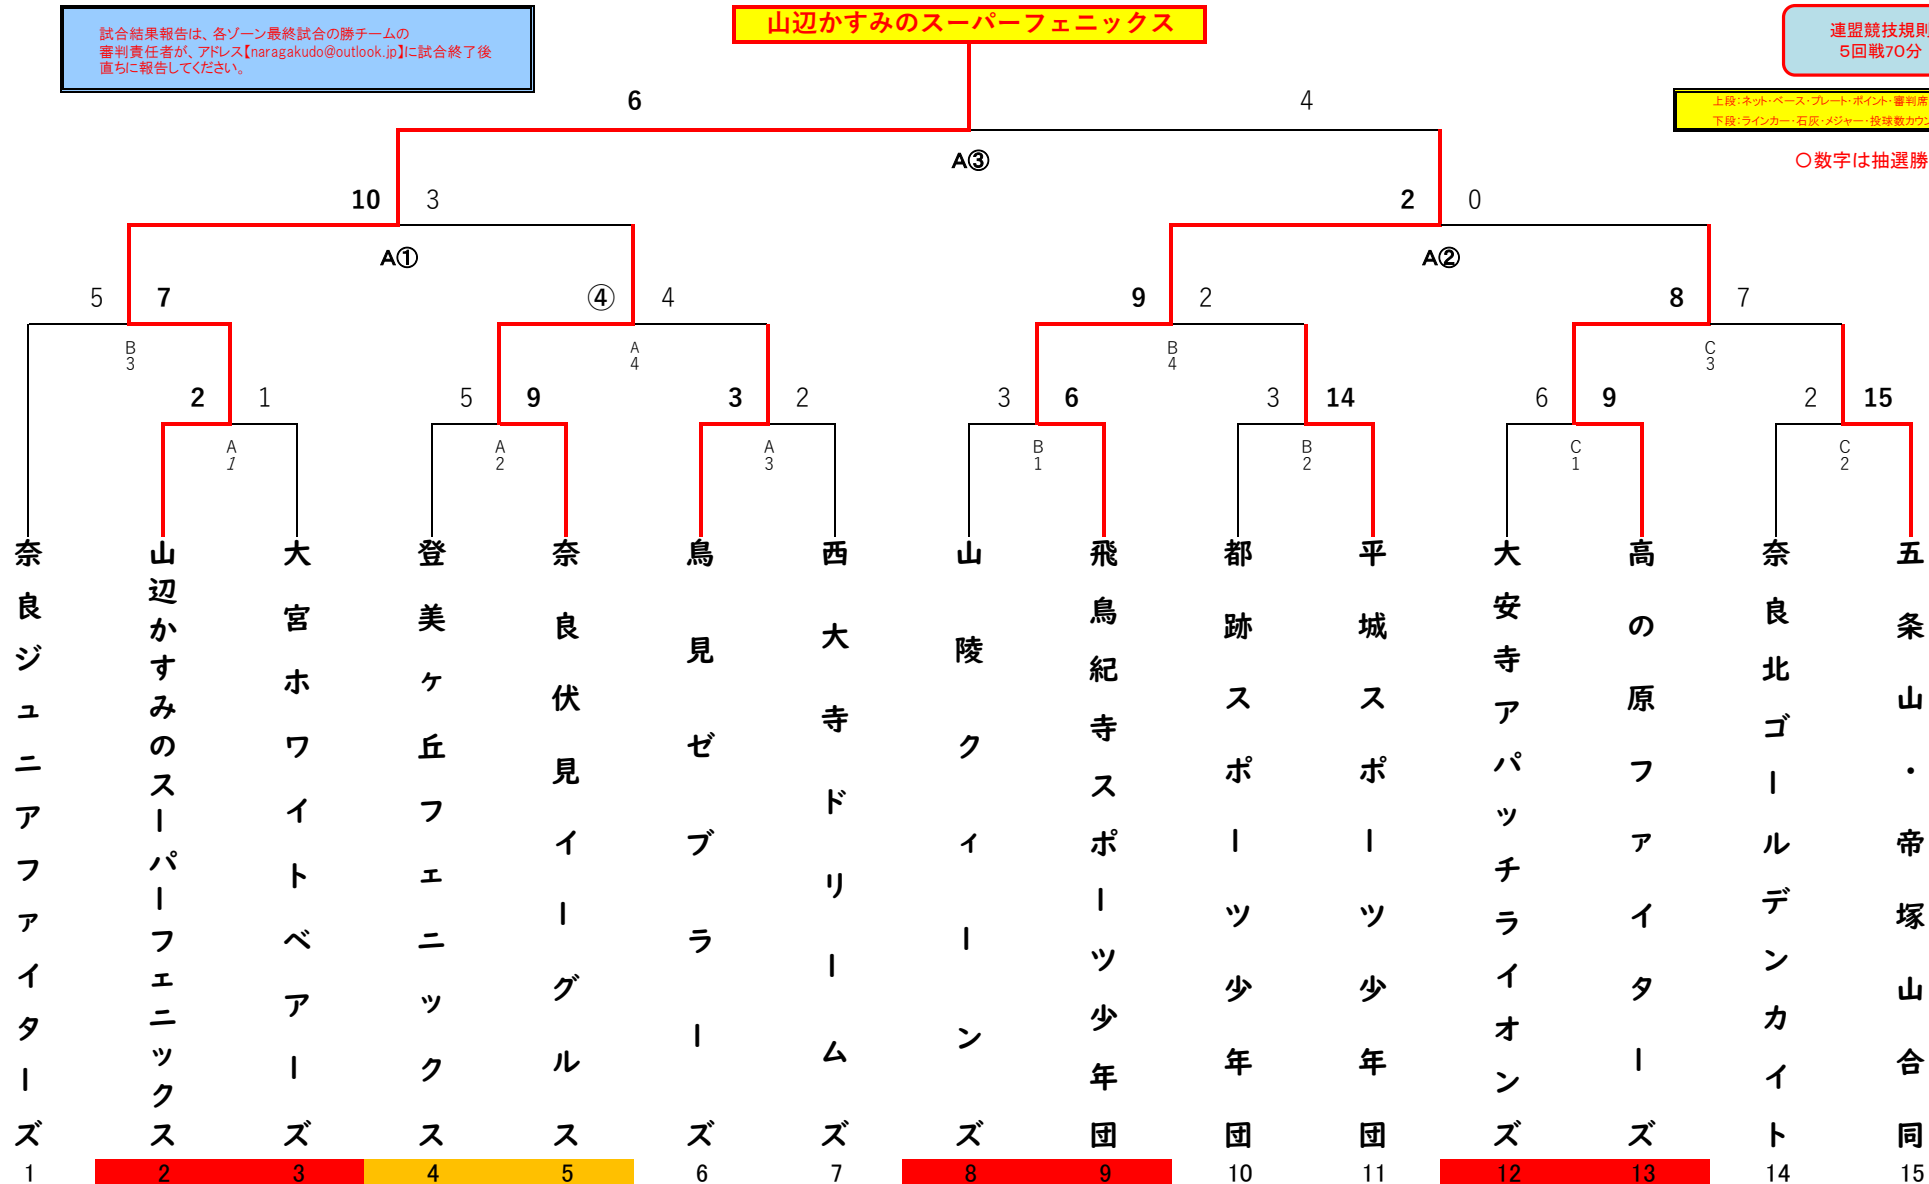 試合結果報告は、各ゾーン最終試合の勝チームの
審判責任者が、アドレス【naragakudo@outlook.jp】に試合終了後
直ちに報告してください。
山辺かすみのスーパーフェニックス
連盟競技規則
5回戦70分
上段:ネット・ベース・プレート・ポイント・審判席
下段:ラインカー・石灰・メジャー・投球数カウン
〇数字は抽選勝
6
4
A③
10
3
2
0
A①
A②
5
7
④
4
9
2
8
7
B
3
A
4
B
4
C
3
2
1
5
9
3
2
3
6
3
14
6
9
2
15
A
1
A
2
A
3
B
1
B
2
C
1
C
2
奈良ジュニアファイターズ
山辺かすみのスーパーフェニックス
大宮ホワイトベアーズ
登美ヶ丘フェニックス
奈良伏見イーグルス
鳥見ゼブラーズ
西大寺ドリームズ
山陵クィーンズ
飛鳥紀寺スポーツ少年団
都跡スポーツ少年団
平城スポーツ少年団
大安寺アパッチライオンズ
高の原ファイターズ
奈良北ゴールデンカイト
五条山・帝塚山合同
1
2
3
4
5
6
7
8
9
10
11
12
13
14
15